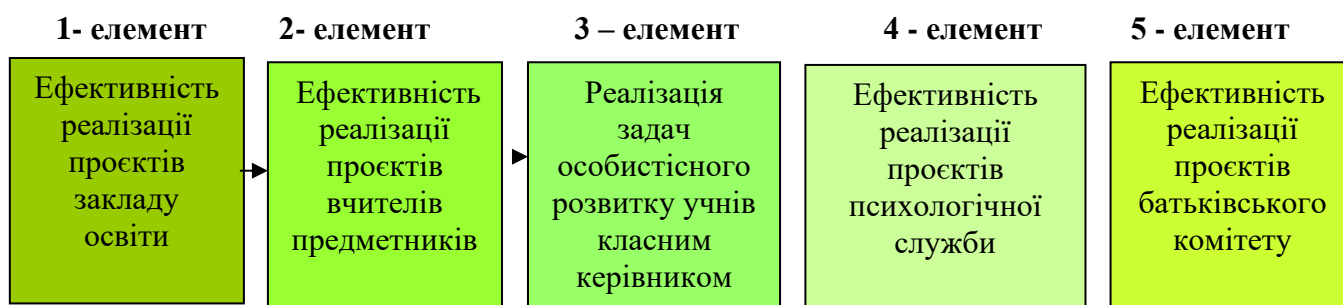 1- елемент
2- елемент
3 – елемент
4 - елемент
5 - елемент
Ефективність
реалізації
проєктів
закладу
освіти
Ефективність
реалізації
проєктів
вчителів
предметників
Реалізація
задач
особистісного
розвитку учнів
класним
керівником
Ефективність
реалізації
проєктів
психологічної
служби
Ефективність
реалізації
проєктів
батьківського
комітету